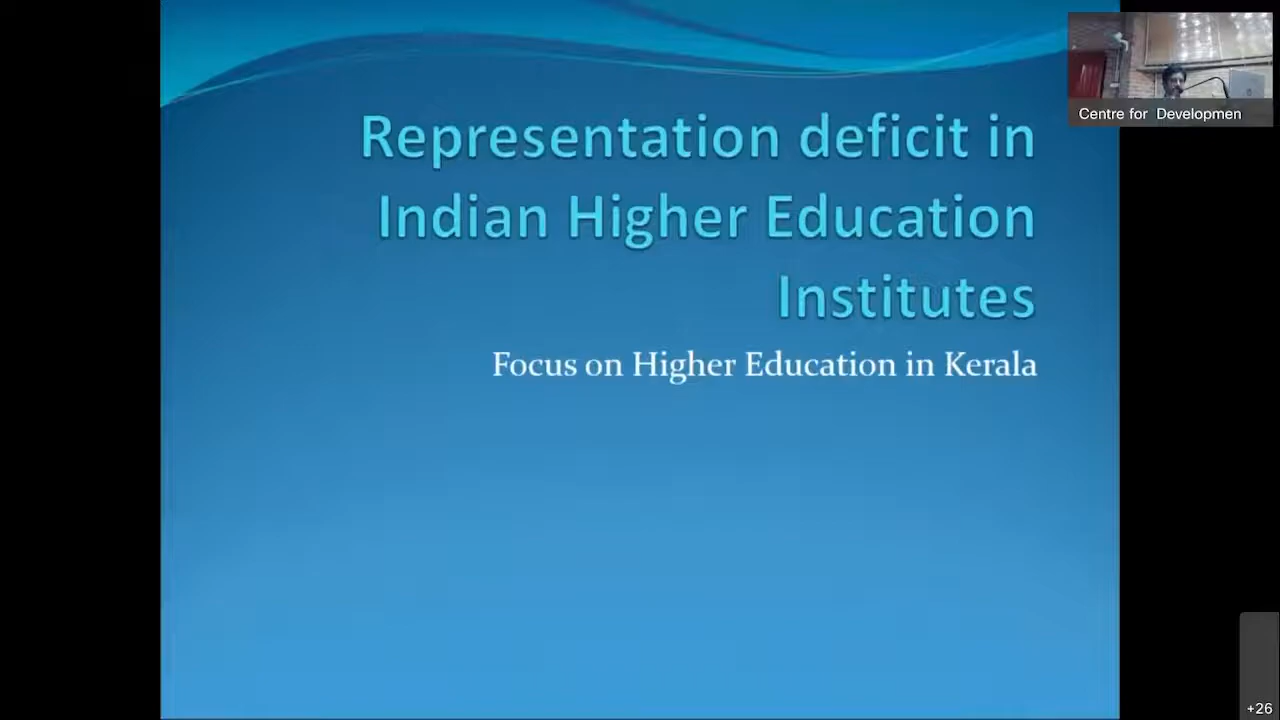 Representation deficit in
Indian Higher Education
Institutes
Focus on Higher Education in Kerala
Centre for Developmen
+26